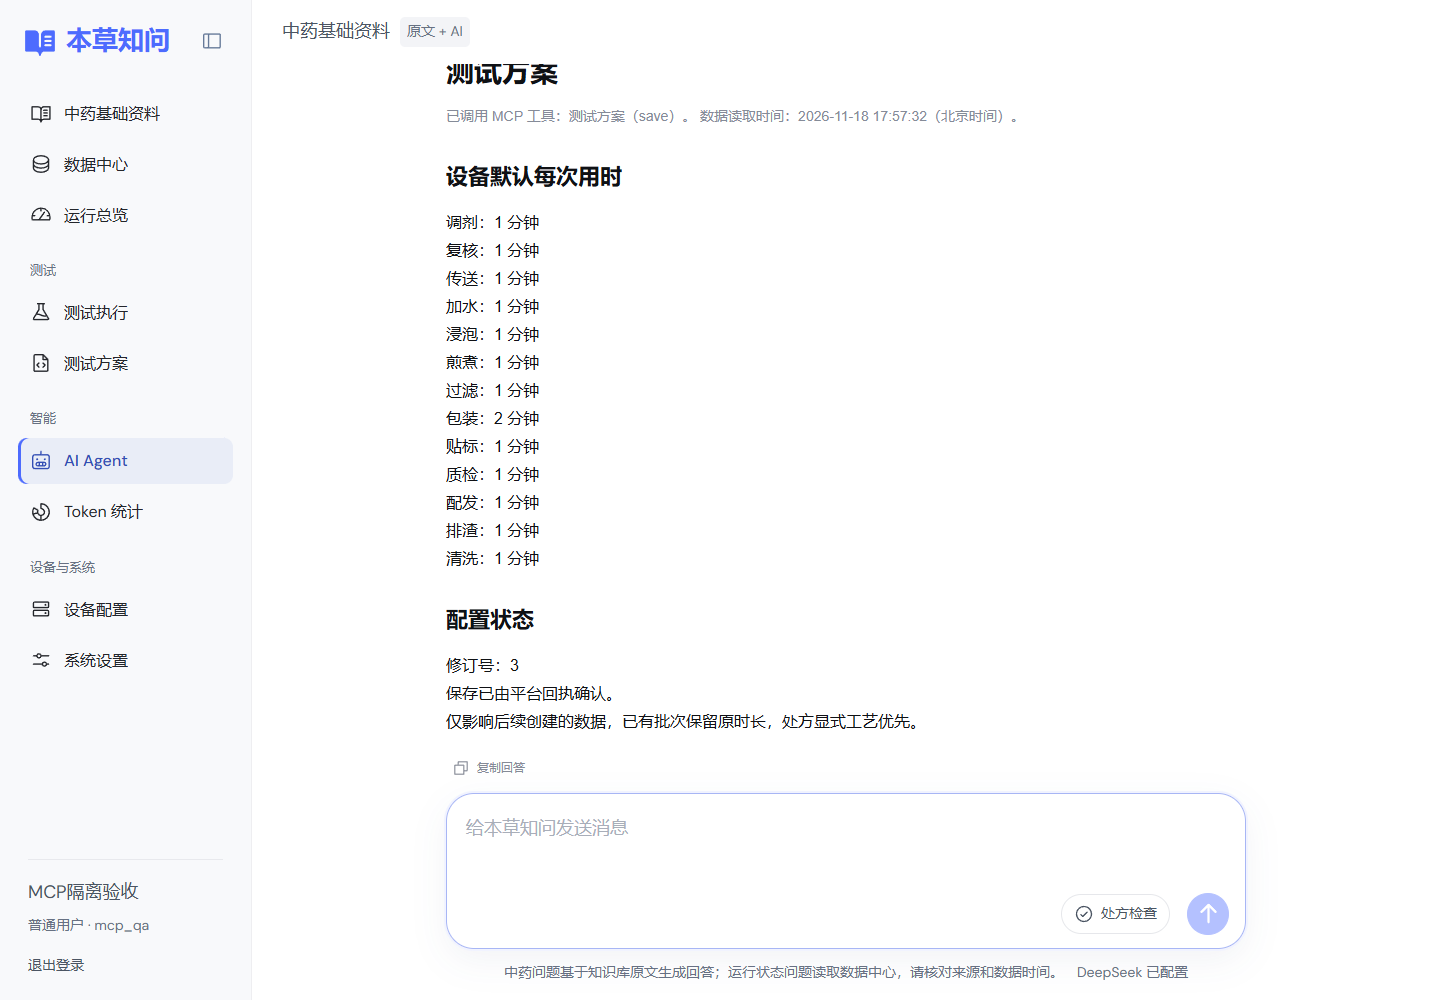 本草知问
中药基础资料
数据中心
运行总览
测试
测试执行
测试方案
智能
AI Agent
Token 统计
设备与系统
设备配置
系统设置
MCP隔离验收
普通用户 · mcp_qa
退出登录
中药基础资料 原文 + AI
测试方案
已调用 MCP 工具：测试方案（save）。 数据读取时间：2026-11-18 17:57:32（北京时间）。
设备默认每次用时
调剂：1 分钟
复核：1 分钟
传送：1 分钟
加水：1 分钟
浸泡：1 分钟
煎煮：1 分钟
过滤：1 分钟
包装：2 分钟
贴标：1 分钟
质检：1 分钟
配发：1 分钟
排渣：1 分钟
清洗：1 分钟
配置状态
修订号：3
保存已由平台回执确认。
仅影响后续创建的数据，已有批次保留原时长，处方显式工艺优先。
复制回答
给本草知问发送消息
处方检查
中药问题基于知识库原文生成回答；运行状态问题读取数据中心，请核对来源和数据时间。 DeepSeek 已配置